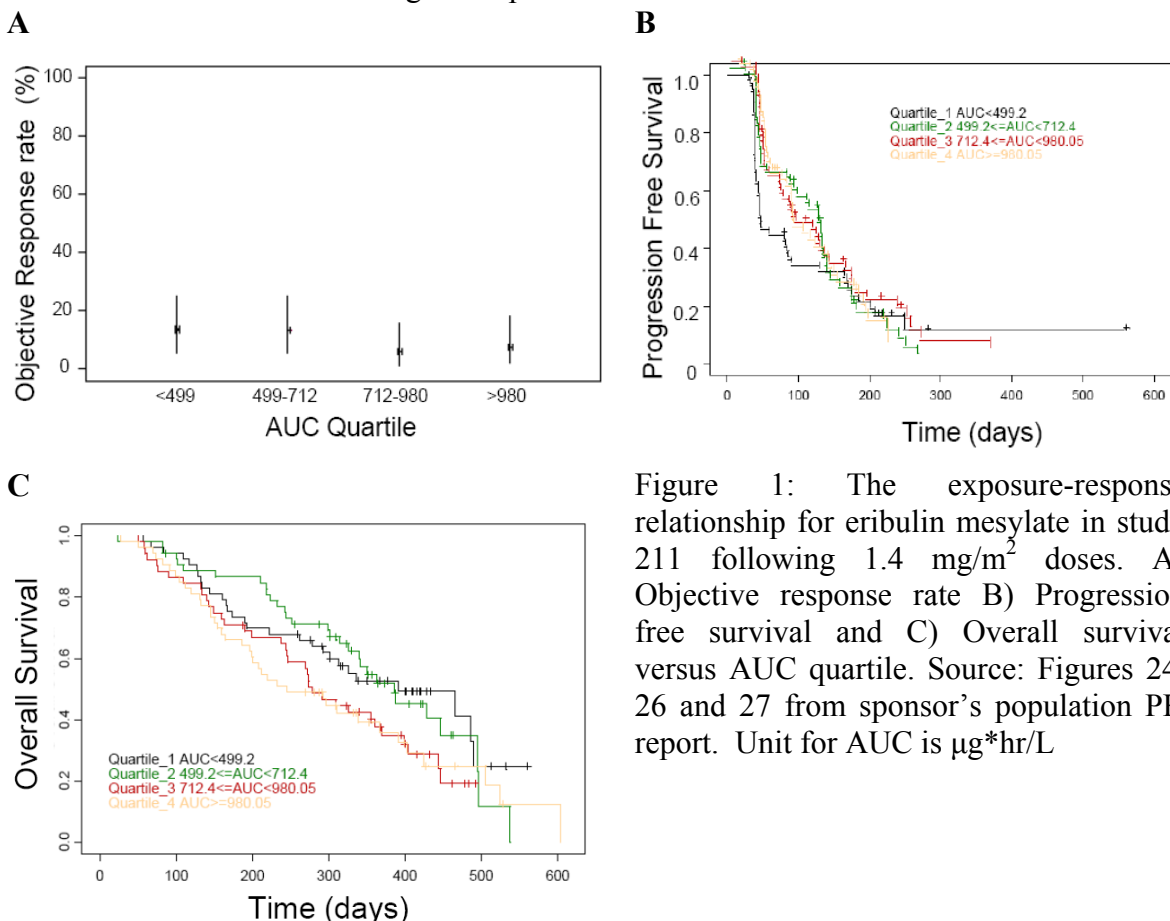 A
B
Objective Response rate (%)
100
80
60
40
20
0
<499
499-712
712-980
>980
AUC Quartile
Progression Free Survival
1.0
0.8
0.6
0.4
0.2
0
Quartile_1 AUC<499.2
Quartile_2 499.2<=AUC<712.4
Quartile_3 712.4<=AUC<980.05
Quartile_4 AUC>=980.05
0 100 200 300 400 500 600
Time (days)
C
Overall Survival
1.0
0.8
0.6
0.4
0.2
0.0
Quartile_1 AUC<499.2
Quartile_2 499.2<=AUC<712.4
Quartile_3 712.4<=AUC<980.05
Quartile_4 AUC>=980.05
0 100 200 300 400 500 600
Time (days)
Figure 1: The exposure-respons
relationship for eribulin mesylate in stud
211 following 1.4 mg/m² doses. A
Objective response rate B) Progressio
free survival and C) Overall surviva
versus AUC quartile. Source: Figures 24
26 and 27 from sponsor's population P
report. Unit for AUC is µg*hr/L